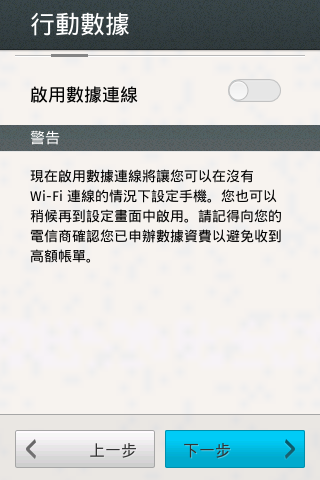 行動數據
啟用數據連線
警告
現在啟用數據連線將讓您可以在沒有
Wi-Fi 連線的情況下設定手機。您也可以
稍候再到設定畫面中啟用。請記得向您的
電信商確認您已申辦數據資費以避免收到
高額帳單。
上一步
下一步